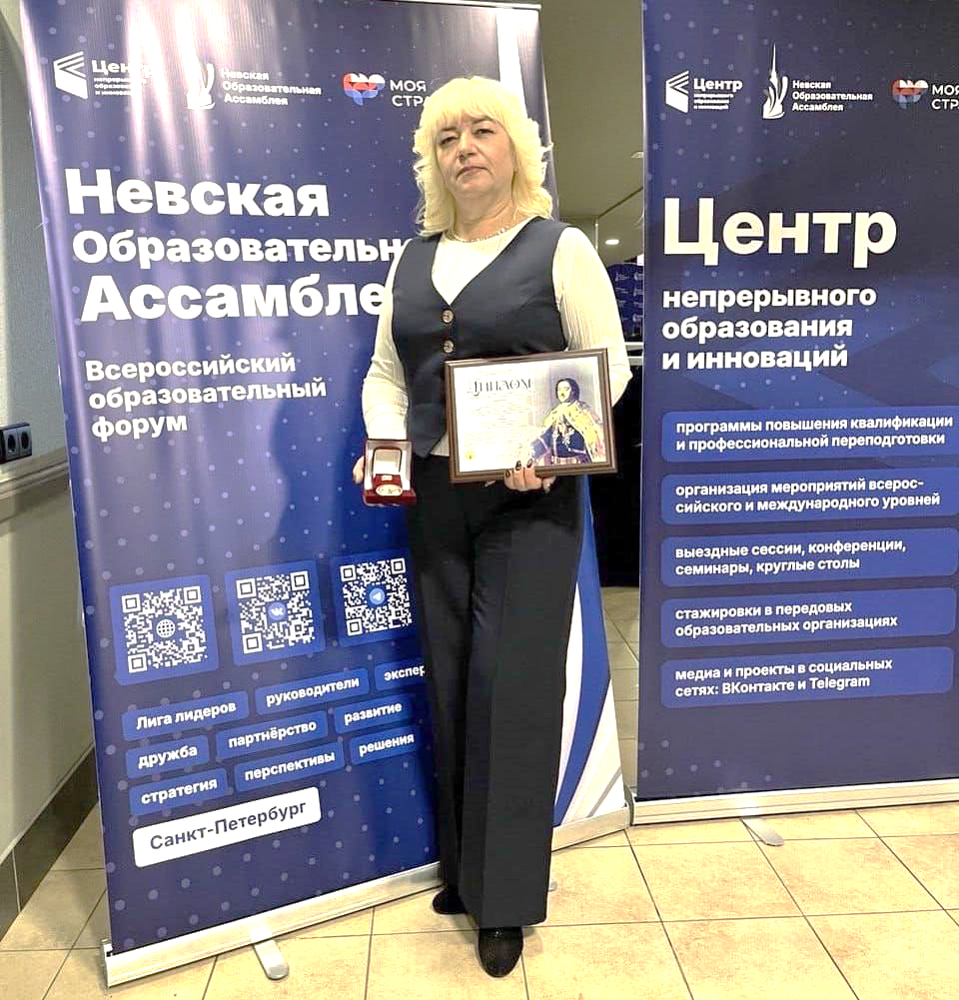 Центр
непрерывного
образования
и инноваций
Невская
Образовательная
Ассамблея
МОЯ
СТРА
Невская
Образовательн
Ассамбле
Всероссийский
образовательный
форум
Лига лидеров
руководители
экспер
дружба
партнёрство
развитие
стратегия
перспективы
решения
Санкт-Петербург
ДИПЛОМ
Центр
непрерывного
образования
и инноваций
Невская
Образовательная
Ассамблея
МОЯ
СТРА
Центр
непрерывного
образования
и инноваций
программы повышения квалификации
и профессиональной переподготовки
организация мероприятий всерос-
сийского и международного уровней
выездные сессии, конференции,
семинары, круглые столы
стажировки в передовых
образовательных организациях
медиа и проекты в социальных
сетях: ВКонтакте и Telegram